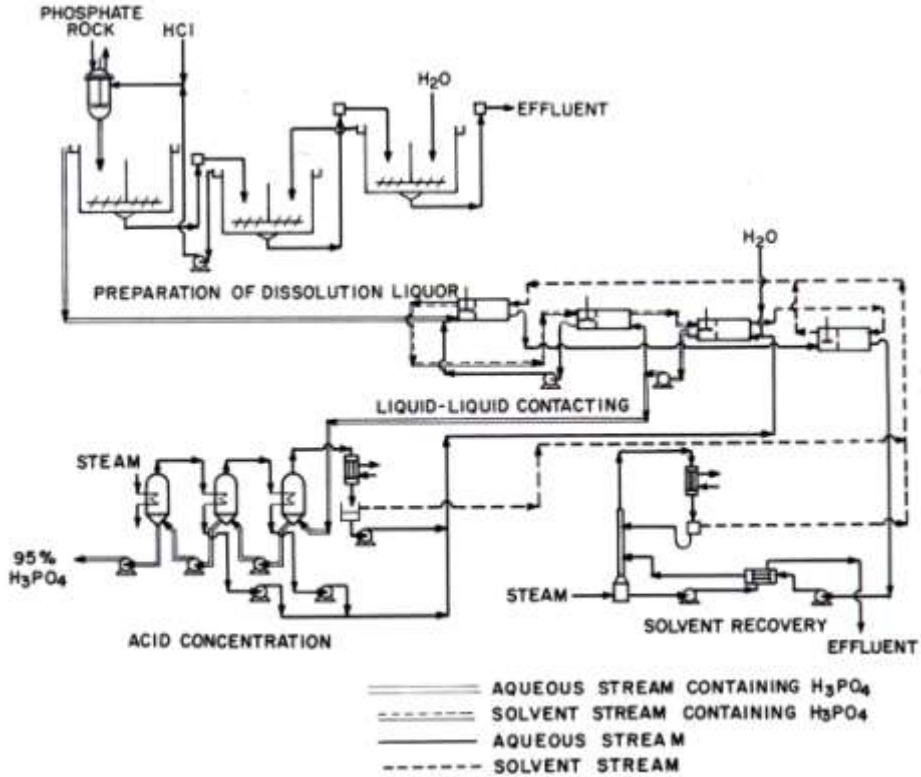 PHOSPHATE
ROCK
HCl
H₂O
EFFLUENT
PREPARATION OF DISSOLUTION LIQUOR
H₂O
LIQUID-LIQUID CONTACTING
STEAM
95%
H₃PO₄
ACID CONCENTRATION
STEAM
SOLVENT RECOVERY
EFFLUENT
AQUEOUS STREAM CONTAINING H₃PO₄
SOLVENT STREAM CONTAINING H₃PO₄
AQUEOUS STREAM
SOLVENT STREAM